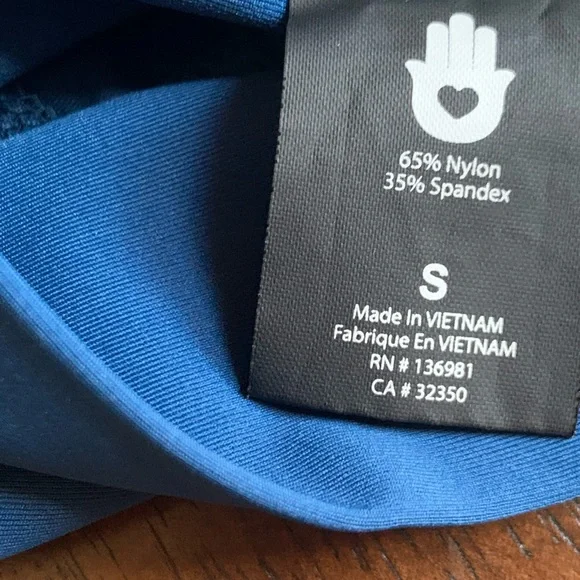 65% Nylon
35% Spandex
S
Made In VIETNAM
Fabrique En VIETNAM
RN # 136981
CA # 32350